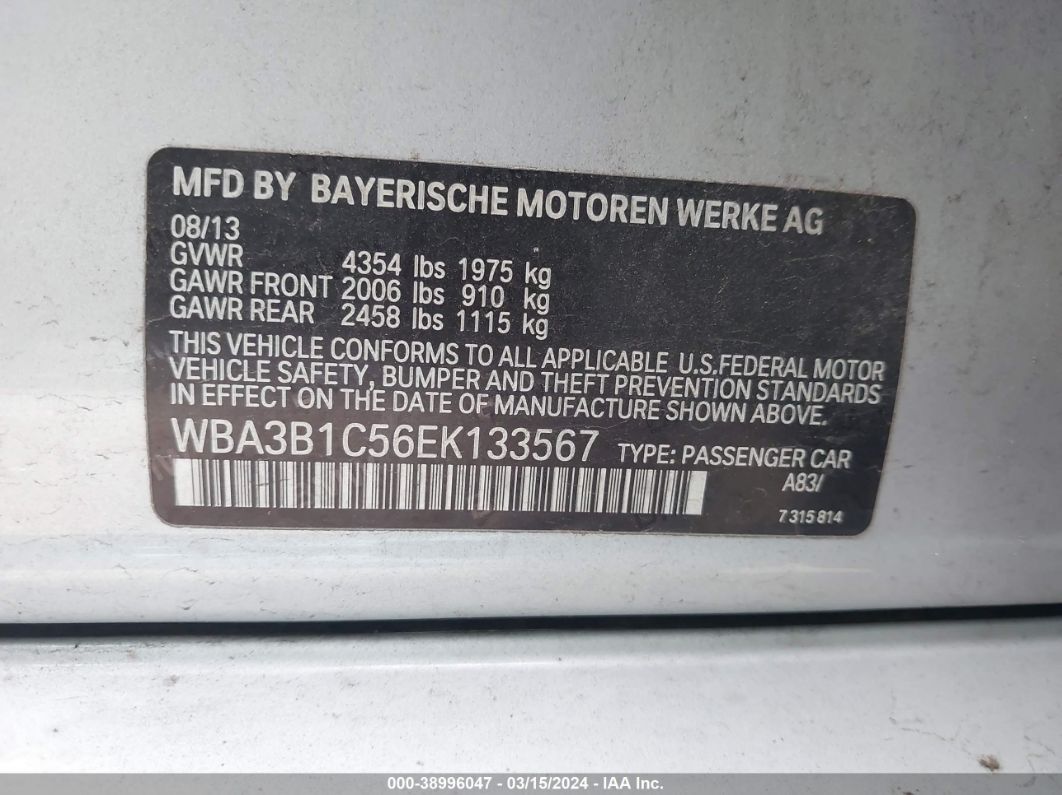 MFD BY BAYERISCHE MOTOREN WERKE AG
08/13
GVWR 4354 lbs 1975 kg
GAWR FRONT 2006 lbs 910 kg
GAWR REAR 2458 lbs 1115 kg
THIS VEHICLE CONFORMS TO ALL APPLICABLE U.S.FEDERAL MOTOR
VEHICLE SAFETY, BUMPER AND THEFT PREVENTION STANDARDS
IN EFFECT ON THE DATE OF MANUFACTURE SHOWN ABOVE.
WBA3B1C56EK133567 TYPE: PASSENGER CAR
A83/
7 315 814
000-38996047 - 03/15/2024 - IAA Inc.